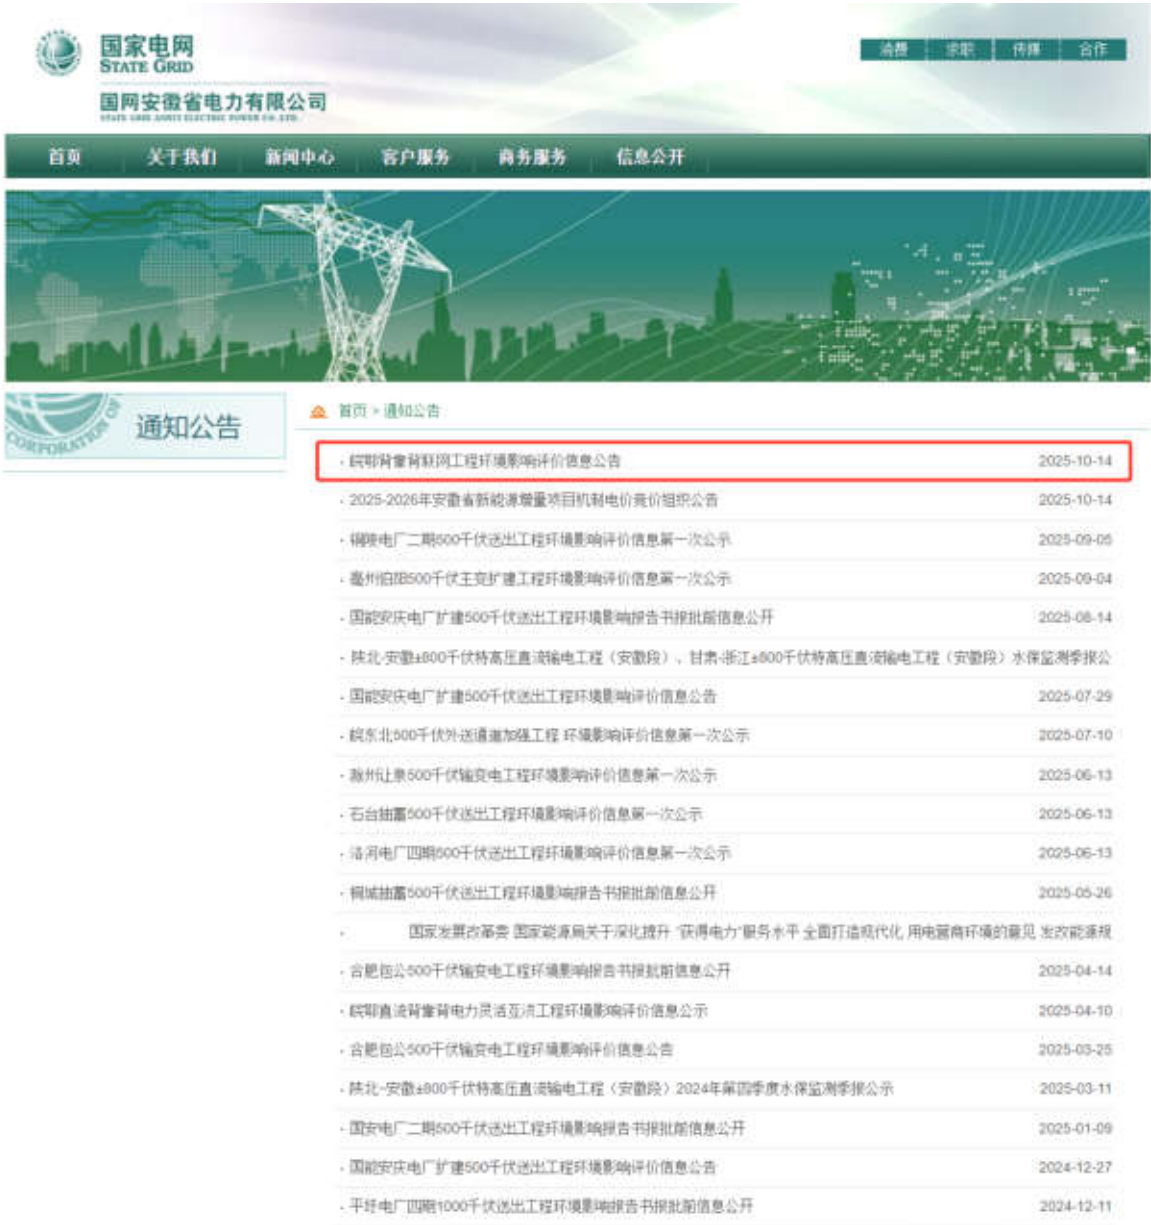 国家电网
STATE GRID
国网安徽省电力有限公司
STATE GRID ANHUI ELECTRIC POWER CO.,LTD.
消费 求职 传媒 合作
首页 关于我们 新闻中心 客户服务 商务服务 信息公开
CORPORATION OF
通知公告
首页 > 通知公告
· 皖鄂背靠背联网工程环境影响评价信息公告 2025-10-14
· 2025-2026年安徽省新能源增量项目机制电价竞价组织公告 2025-10-14
· 铜陵电厂二期500千伏送出工程环境影响评价信息第一次公示 2025-09-05
· 亳州伯阳500千伏主变扩建工程环境影响评价信息第一次公示 2025-09-04
· 国能安庆电厂扩建500千伏送出工程环境影响报告书报批前信息公开 2025-08-14
· 陕北-安徽±800千伏特高压直流输电工程（安徽段）、甘肃-浙江±800千伏特高压直流输电工程（安徽段）水保监测季报公
· 国能安庆电厂扩建500千伏送出工程环境影响评价信息公告 2025-07-29
· 皖东北500千伏外送通道加强工程 环境影响评价信息第一次公示 2025-07-10
· 滁州让泉500千伏输变电工程环境影响评价信息第一次公示 2025-06-13
· 石台抽蓄500千伏送出工程环境影响评价信息第一次公示 2025-06-13
· 洛河电厂四期500千伏送出工程环境影响评价信息第一次公示 2025-06-13
· 桐城抽蓄500千伏送出工程环境影响报告书报批前信息公开 2025-05-26
· 国家发展改革委 国家能源局关于深化提升“获得电力”服务水平 全面打造现代化 用电营商环境的意见 发改能源规
· 合肥包公500千伏输变电工程环境影响报告书报批前信息公开 2025-04-14
· 皖鄂直流背靠背电力灵活互济工程环境影响评价信息公示 2025-04-10
· 合肥包公500千伏输变电工程环境影响评价信息公告 2025-03-25
· 陕北~安徽±800千伏特高压直流输电工程（安徽段）2024年第四季度水保监测季报公示 2025-03-11
· 国安电厂二期500千伏送出工程环境影响报告书报批前信息公开 2025-01-09
· 国能安庆电厂扩建500千伏送出工程环境影响评价信息公告 2024-12-27
· 平圩电厂四期1000千伏送出工程环境影响报告书报批前信息公开 2024-12-11